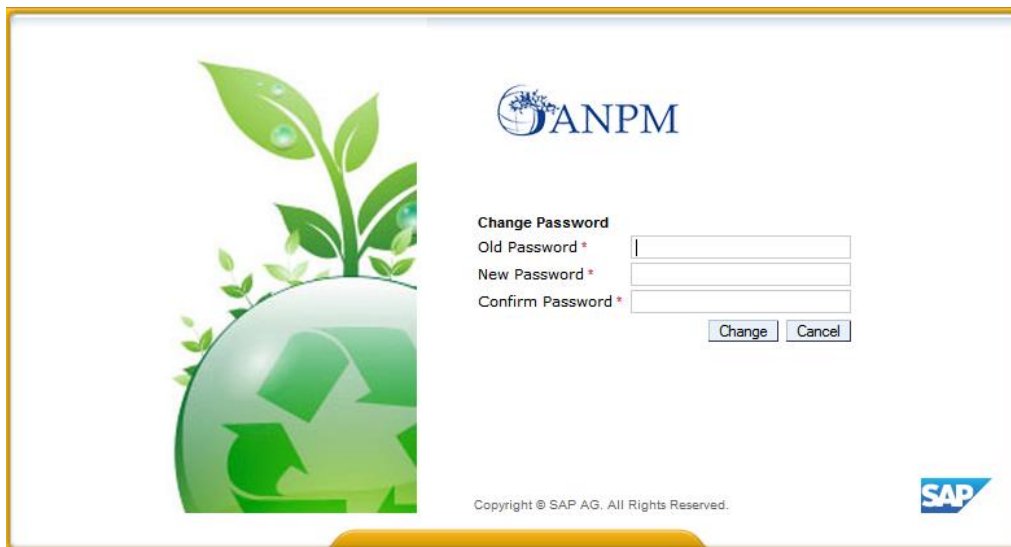 ANPM
Change Password
Old Password *
New Password *
Confirm Password *
Change Cancel
Copyright © SAP AG. All Rights Reserved.
SAP